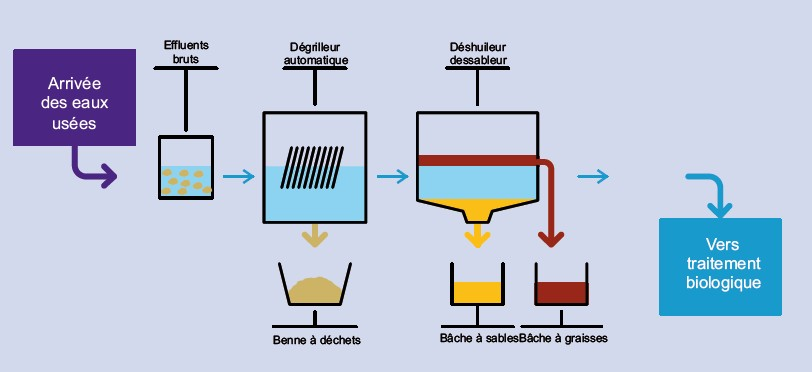 Arrivée
des eaux
usées
Effluents
bruts
Dégrilleur
automatique
Déshuileur
dessableur
Vers
traitement
biologique
Benne à déchets
Bâche à sables
Bâche à graisses